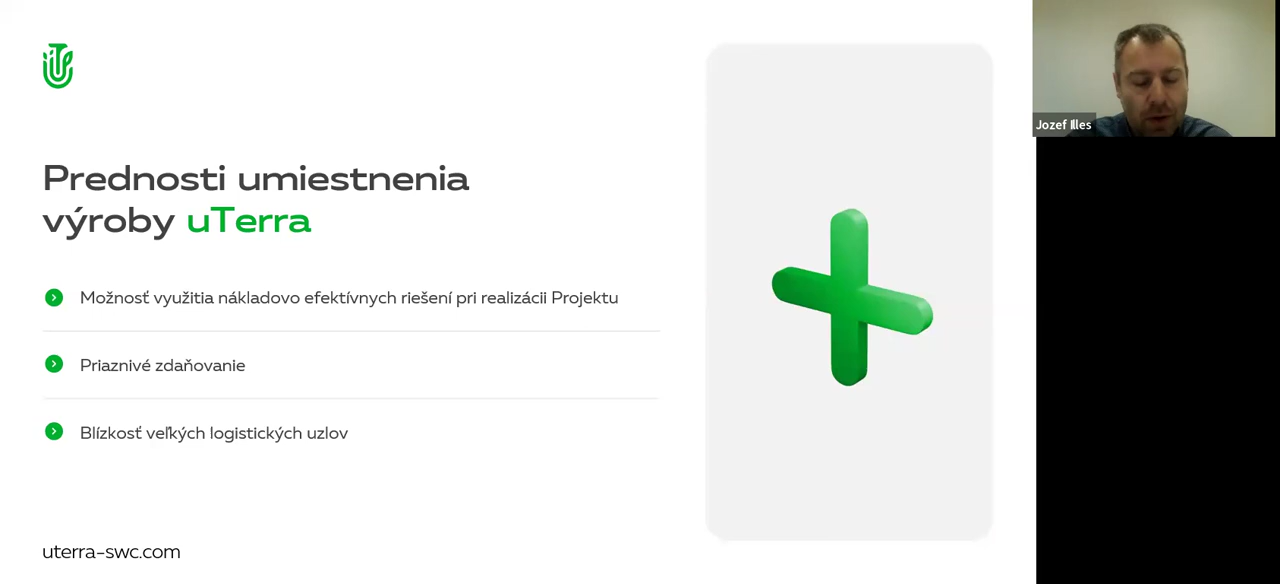 Prednosti umiestnenia
výroby uTerra
Možnosť využitia nákladovo efektívnych riešení pri realizácii Projektu
Priaznivé zdaňovanie
Blízkosť veľkých logistických uzlov
uterra-swc.com
Jozef Illes